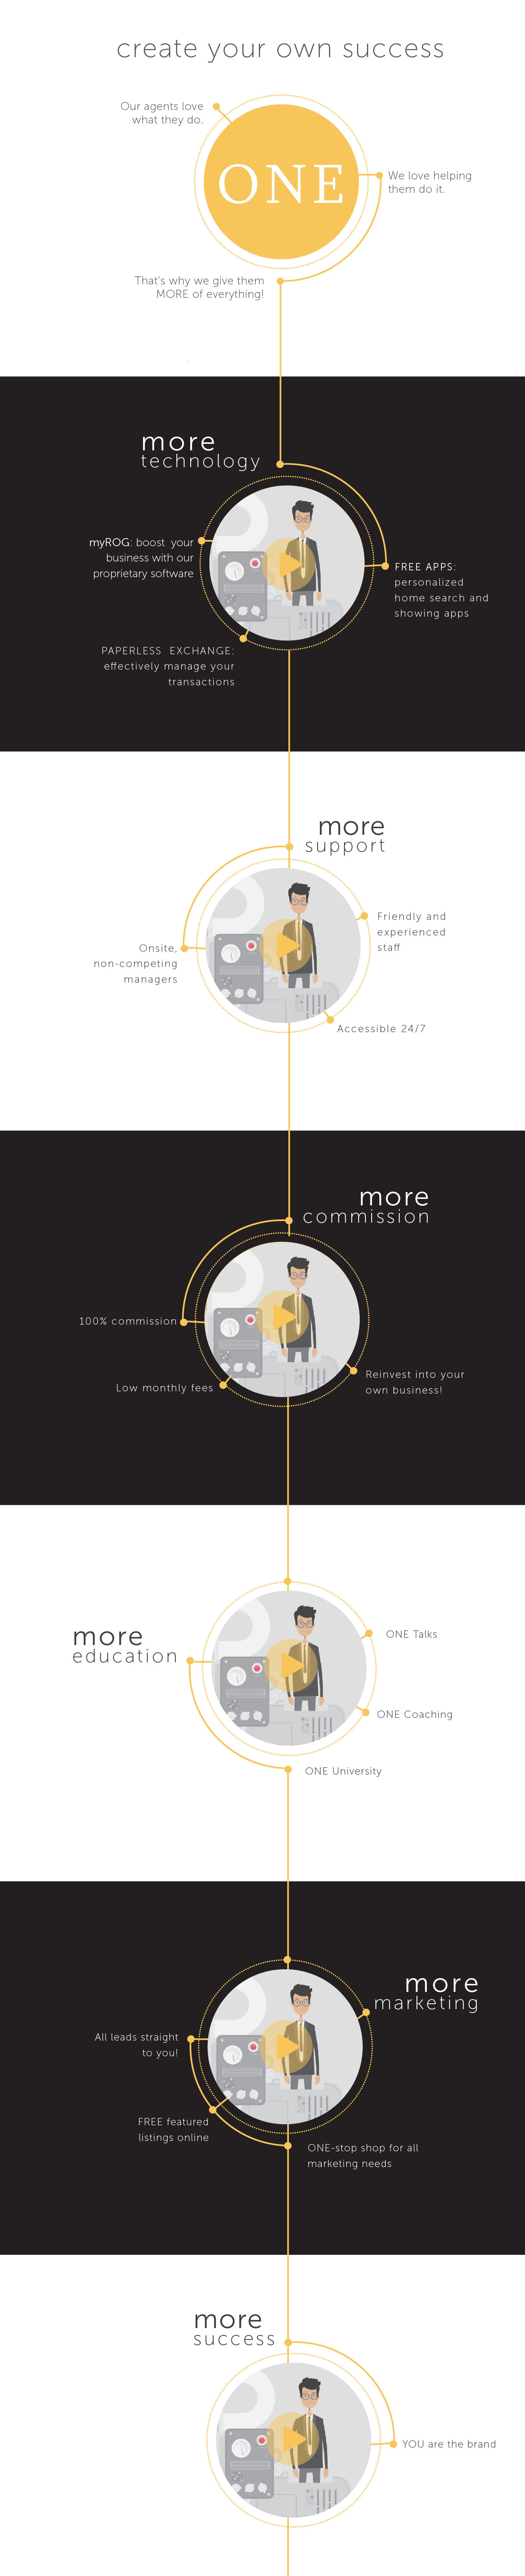 create your own success
Our agents love
what they do.
ONE
We love helping
them do it.
That's why we give them
MORE of everything!
more
technology
myROG: boost your
business with our
proprietary software
FREE APPS:
personalized
home search and
showing apps
PAPERLESS EXCHANGE:
effectively manage your
transactions
more
support
Friendly and
experienced
staff
Onsite,
non-competing
managers
Accessible 24/7
more
commission
100% commission
Reinvest into your
own business!
Low monthly fees
more
education
ONE Talks
ONE Coaching
ONE University
more
marketing
All leads straight
to you!
FREE featured
listings online
ONE-stop shop for all
marketing needs
more
success
YOU are the brand